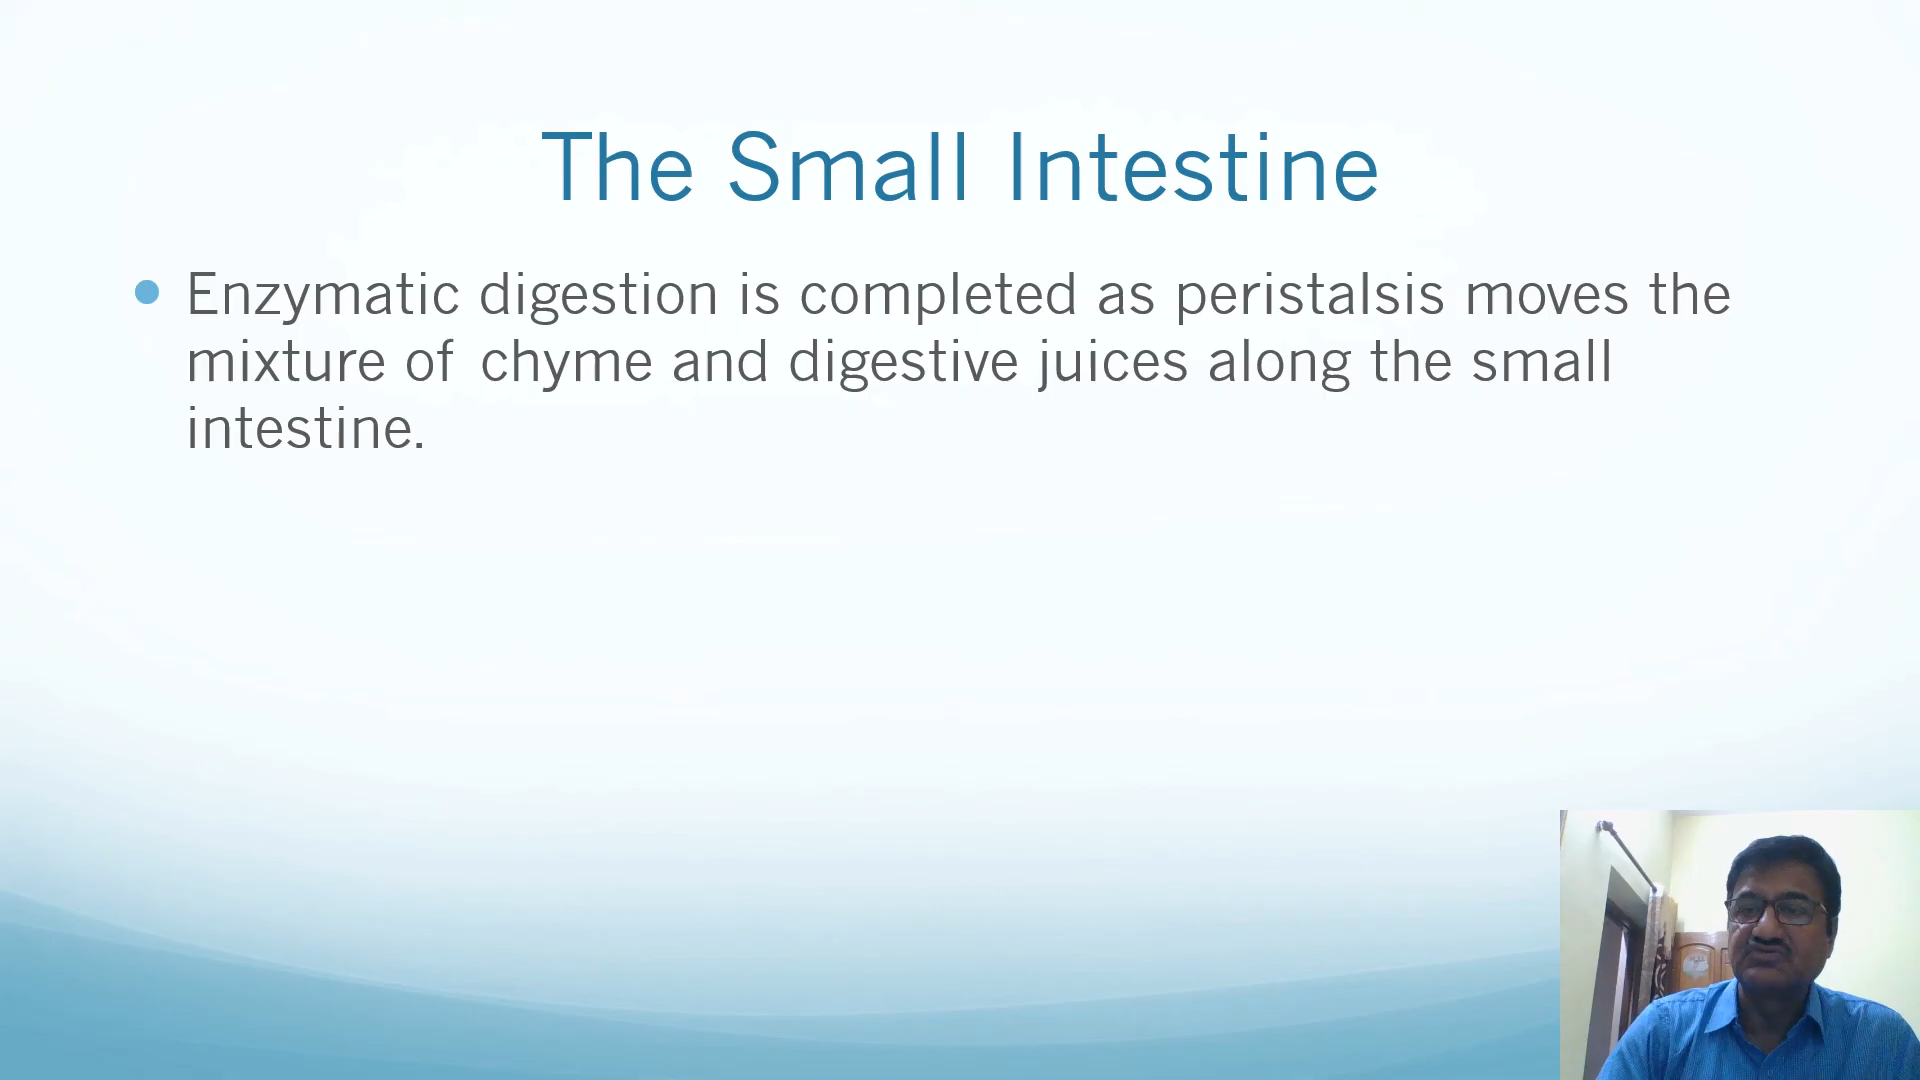 The Small Intestine
Enzymatic digestion is completed as peristalsis moves the
mixture of chyme and digestive juices along the small
intestine.